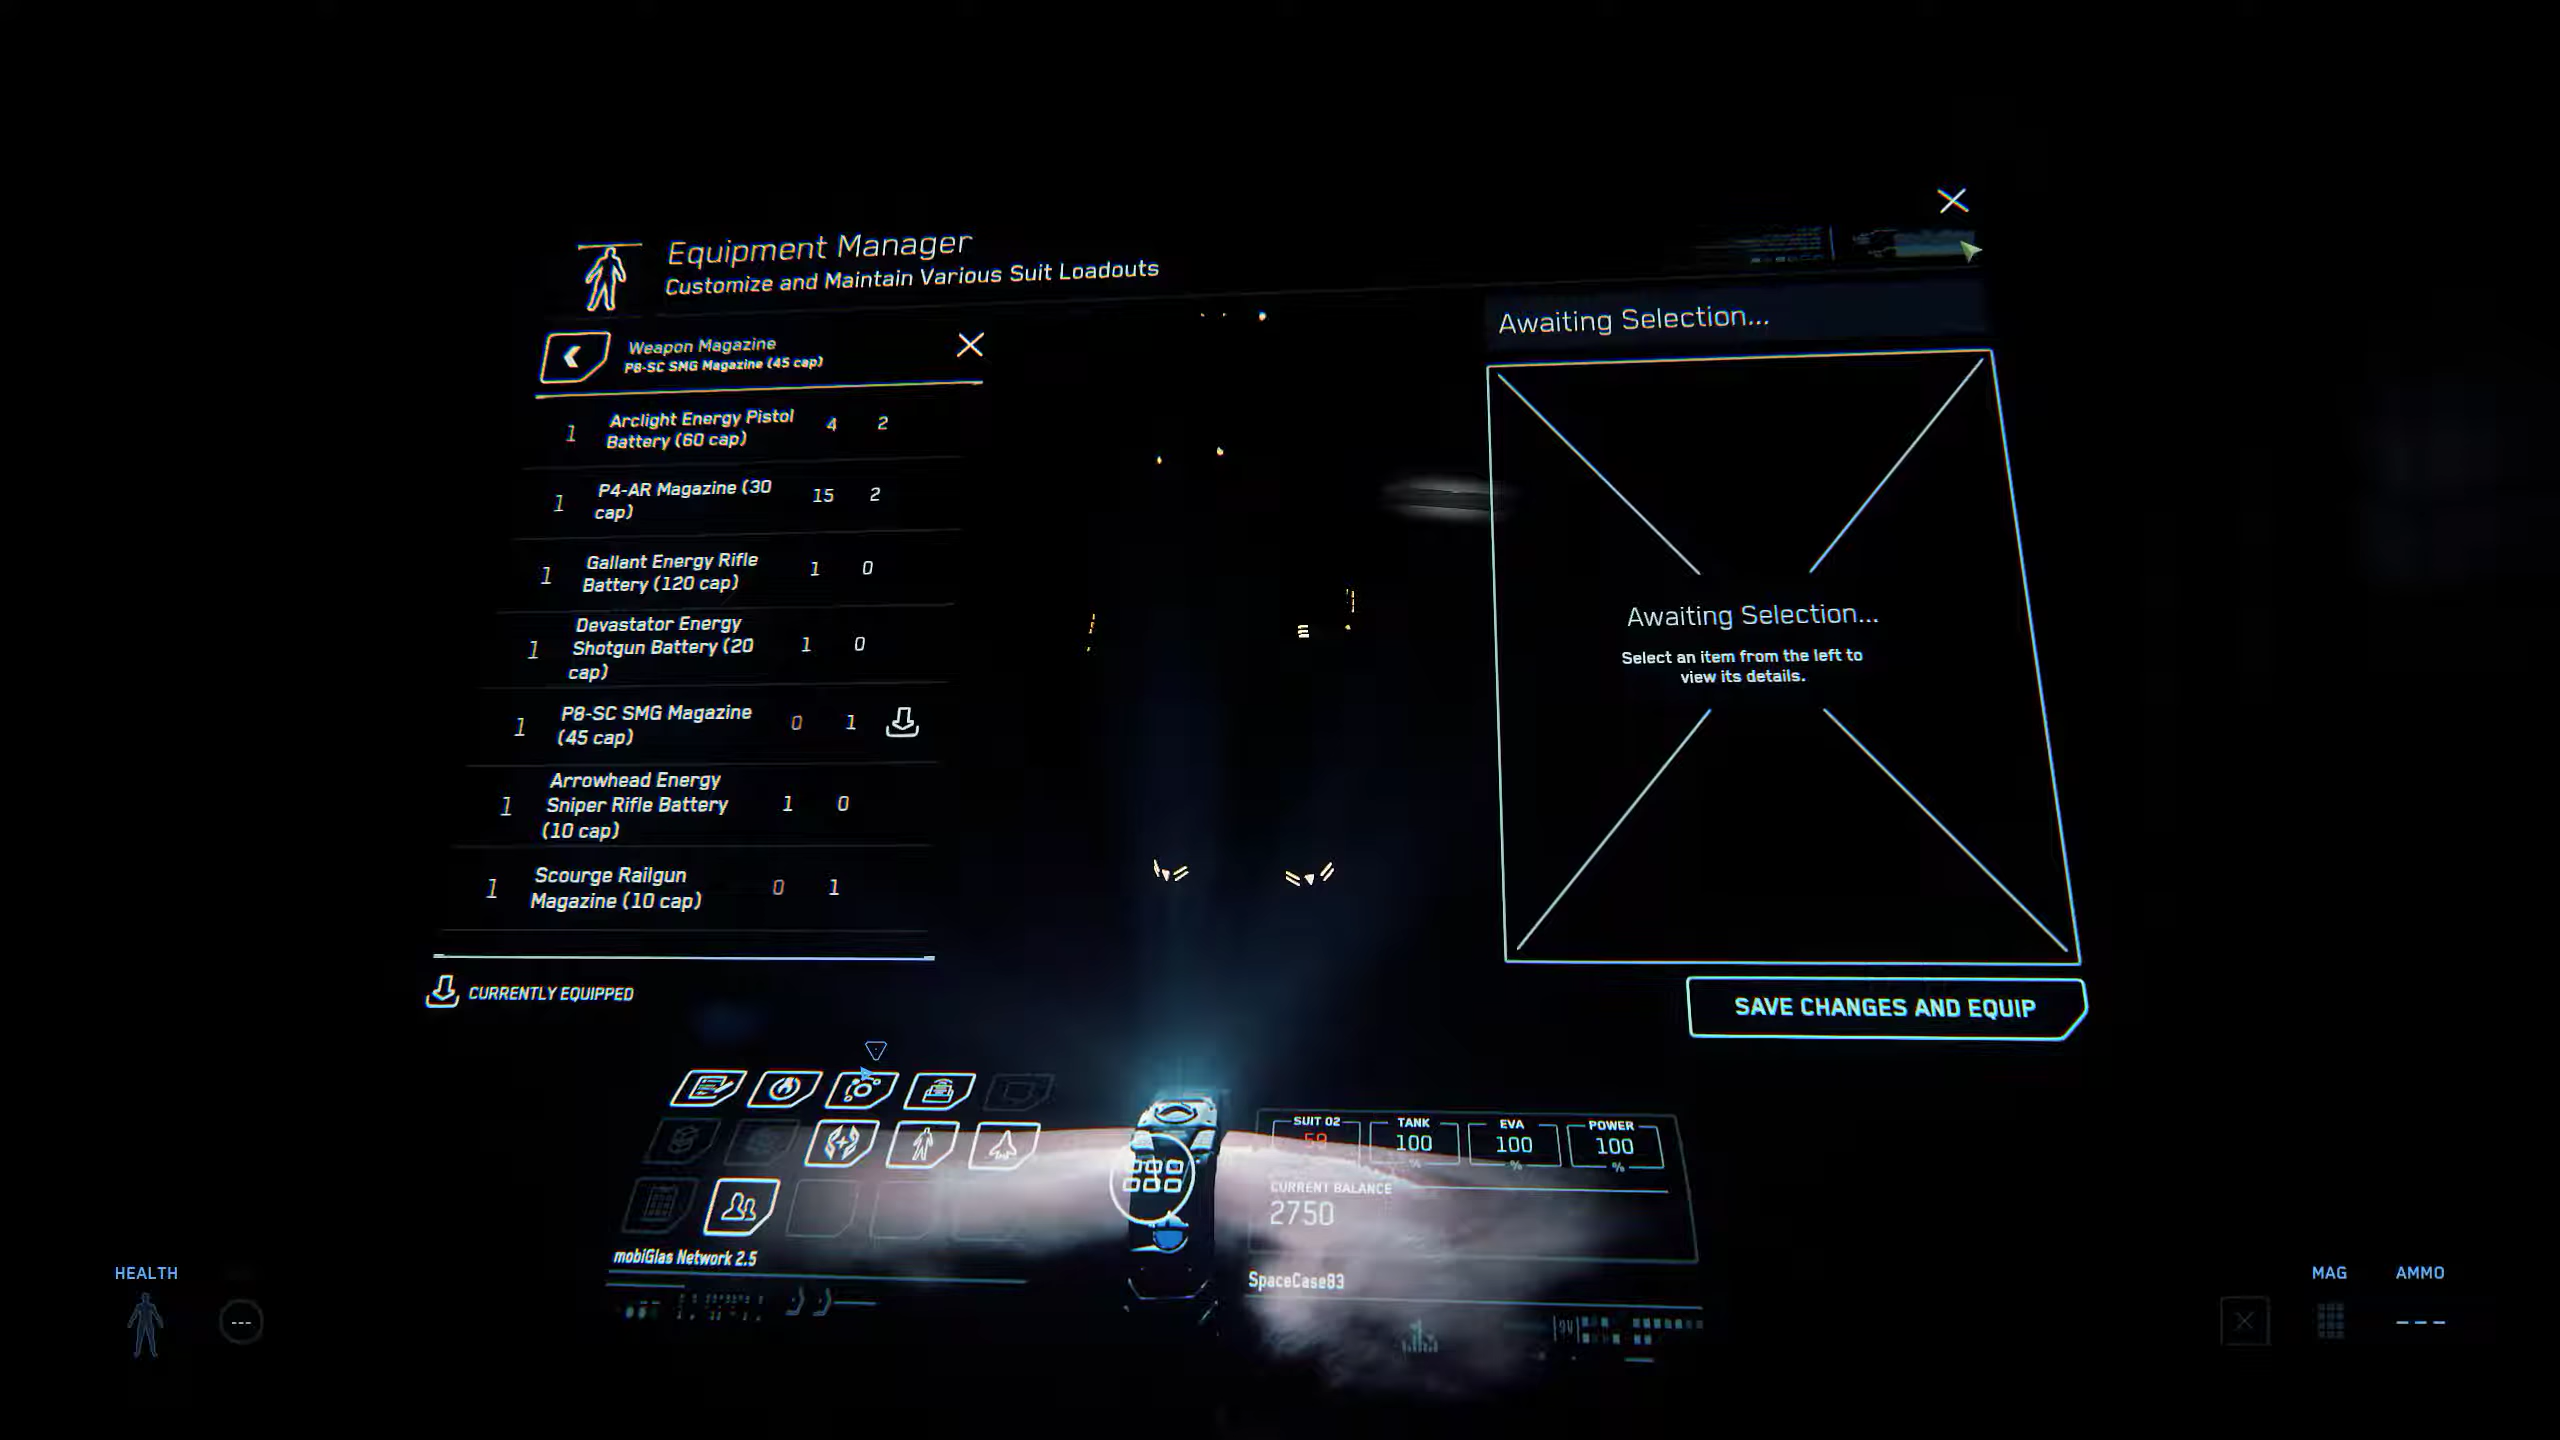 Equipment Manager
Customize and Maintain Various Suit Loadouts
Weapon Magazine
P8-SC SMG Magazine (45 cap)
1 Arclight Energy Pistol 4 2
Battery (60 cap)
1 P4-AR Magazine (30 15 2
cap)
1 Gallant Energy Rifle 1 0
Battery (120 cap)
Devastator Energy
1 Shotgun Battery (20 1 0
cap)
1 P8-SC SMG Magazine 0 1
(45 cap)
Arrowhead Energy
1 Sniper Rifle Battery 1 0
(10 cap)
1 Scourge Railgun 0 1
Magazine (10 cap)
CURRENTLY EQUIPPED
Awaiting Selection...
Awaiting Selection...
Select an item from the left to
view its details.
SAVE CHANGES AND EQUIP
SUIT 02 TANK EVA POWER
100 100 100
% % %
CURRENT BALANCE
2750
mobiGlas Network 2.5
SpaceCase83
HEALTH
---
MAG AMMO
---